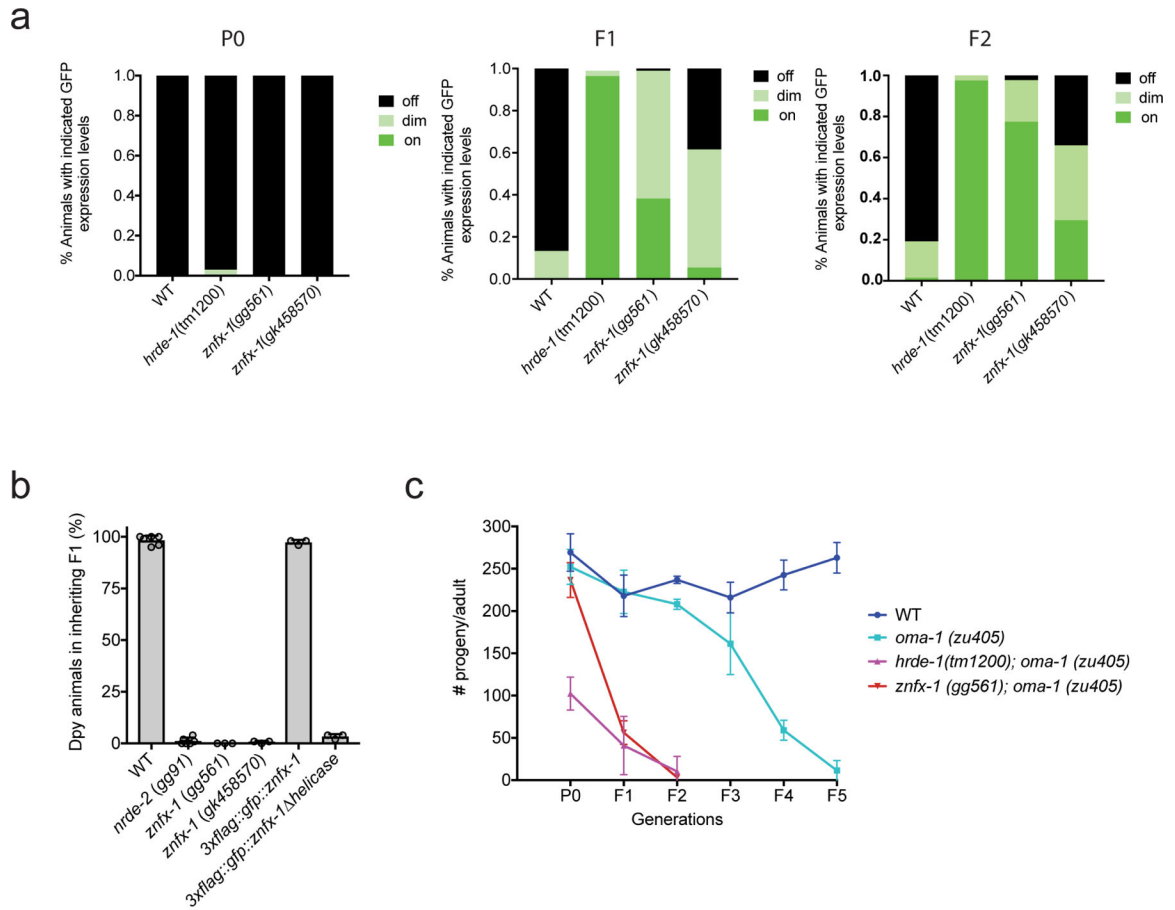 a
P0
% Animals with indicated GFP
expression levels
1.0
0.8
0.6
0.4
0.2
0.0
WT
hrde-1(tm1200)
znfx-1(gg561)
znfx-1(gk458570)
off
dim
on
F1
% Animals with indicated GFP
expression levels
1.0
0.8
0.6
0.4
0.2
0.0
WT
hrde-1(tm1200)
znfx-1(gg561)
znfx-1(gk458570)
off
dim
on
F2
% Animals with indicated GFP
expression levels
1.0
0.8
0.6
0.4
0.2
0.0
WT
hrde-1(tm1200)
znfx-1(gg561)
znfx-1(gk458570)
off
dim
on
b
Dpy animals in inheriting F1 (%)
100
50
0
WT
nrde-2 (gg91)
znfx-1 (gg561)
znfx-1 (gk458570)
3xflag::gfp::znfx-1
3xflag::gfp::znfx-1Δhelicase
c
# progeny/adult
300
250
200
150
100
50
0
P0
F1
F2
F3
F4
F5
Generations
WT
oma-1 (zu405)
hrde-1(tm1200); oma-1 (zu405)
znfx-1 (gg561); oma-1 (zu405)